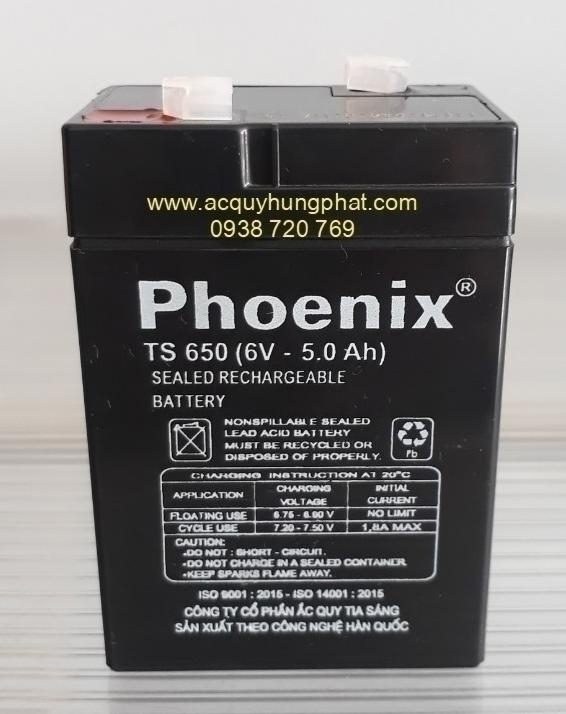 www.acquyhungphat.com
0938 720 769
Phoenix®
TS 650 (6V - 5.0 Ah)
SEALED RECHARGEABLE
BATTERY
NONSPILLABLE SEALED
LEAD ACID BATTERY
MUST BE RECYCLED OR
DISPOSED OF PROPERLY.
Pb
CHARGING INSTRUCTION AT 20°C
APPLICATION CHARGING VOLTAGE INITIAL CURRENT
FLOATING USE 6.75 - 6.90 V NO LIMIT
CYCLE USE 7.20 - 7.50 V 1,8A MAX
CAUTION:
.DO NOT : SHORT - CIRCUIT.
.DO NOT CHARGE IN A SEALED CONTAINER.
.KEEP SPARKS FLAME AWAY.
ISO 9001 : 2015 - ISO 14001 : 2015
CÔNG TY CỔ PHẦN ẮC QUY TIA SÁNG
SẢN XUẤT THEO CÔNG NGHỆ HÀN QUỐC